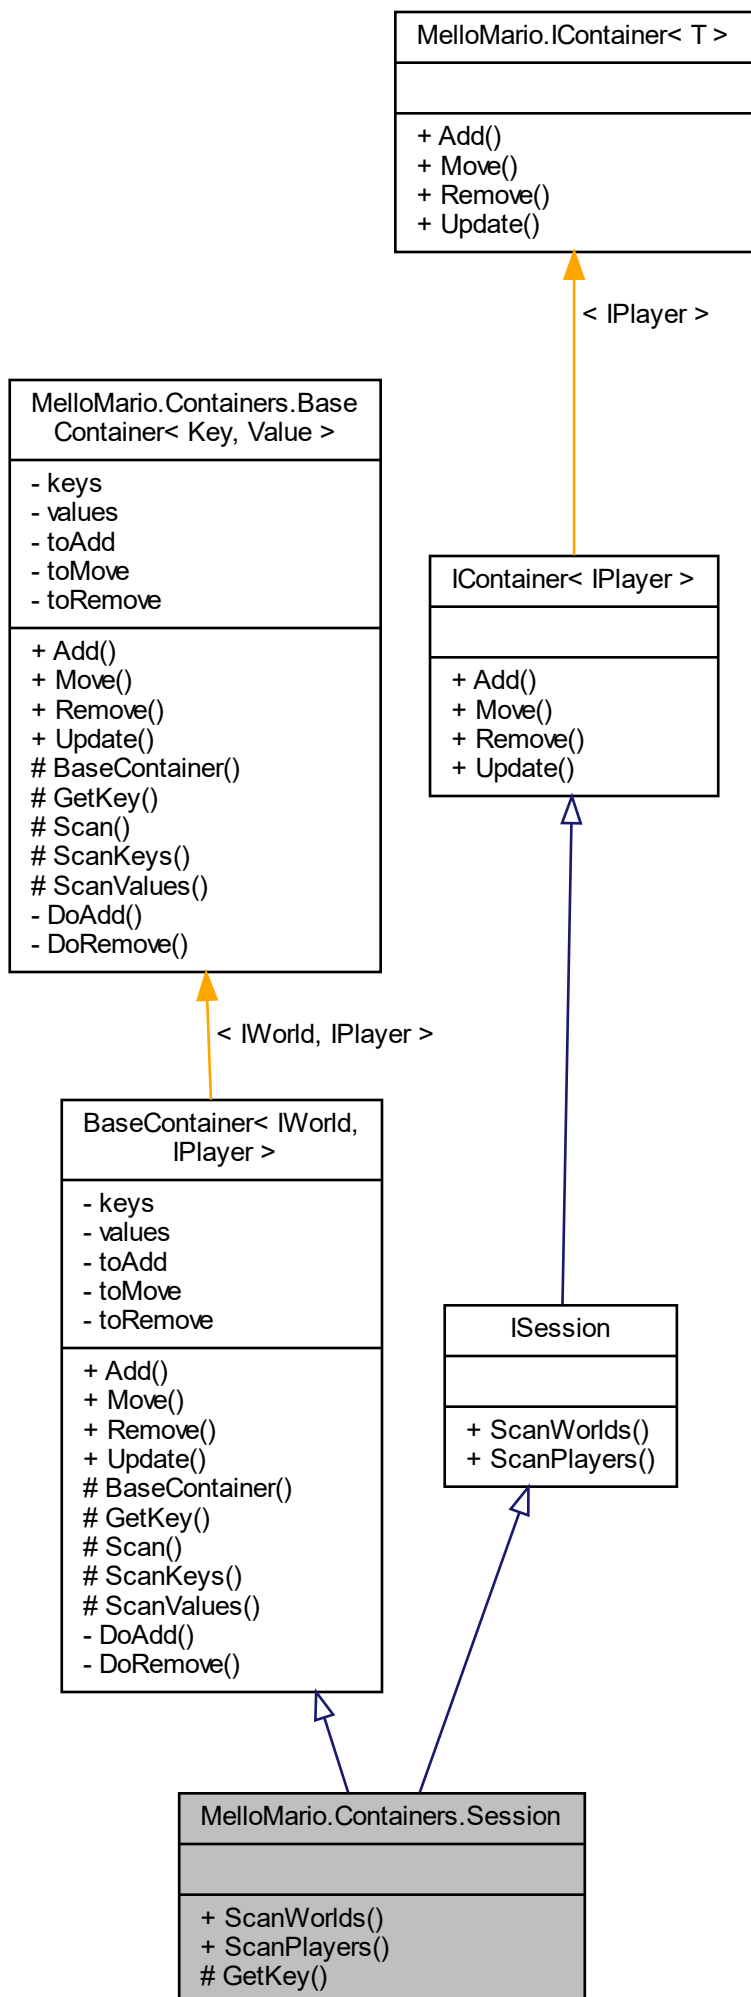 MelloMario.IContainer< T >
+ Add()
+ Move()
+ Remove()
+ Update()
< IPlayer >
MelloMario.Containers.Base
Container< Key, Value >
- keys
- values
- toAdd
- toMove
- toRemove
+ Add()
+ Move()
+ Remove()
+ Update()
# BaseContainer()
# GetKey()
# Scan()
# ScanKeys()
# ScanValues()
- DoAdd()
- DoRemove()
IContainer< IPlayer >
+ Add()
+ Move()
+ Remove()
+ Update()
< IWorld, IPlayer >
BaseContainer< IWorld,
IPlayer >
- keys
- values
- toAdd
- toMove
- toRemove
+ Add()
+ Move()
+ Remove()
+ Update()
# BaseContainer()
# GetKey()
# Scan()
# ScanKeys()
# ScanValues()
- DoAdd()
- DoRemove()
ISession
+ ScanWorlds()
+ ScanPlayers()
MelloMario.Containers.Session
+ ScanWorlds()
+ ScanPlayers()
# GetKey()